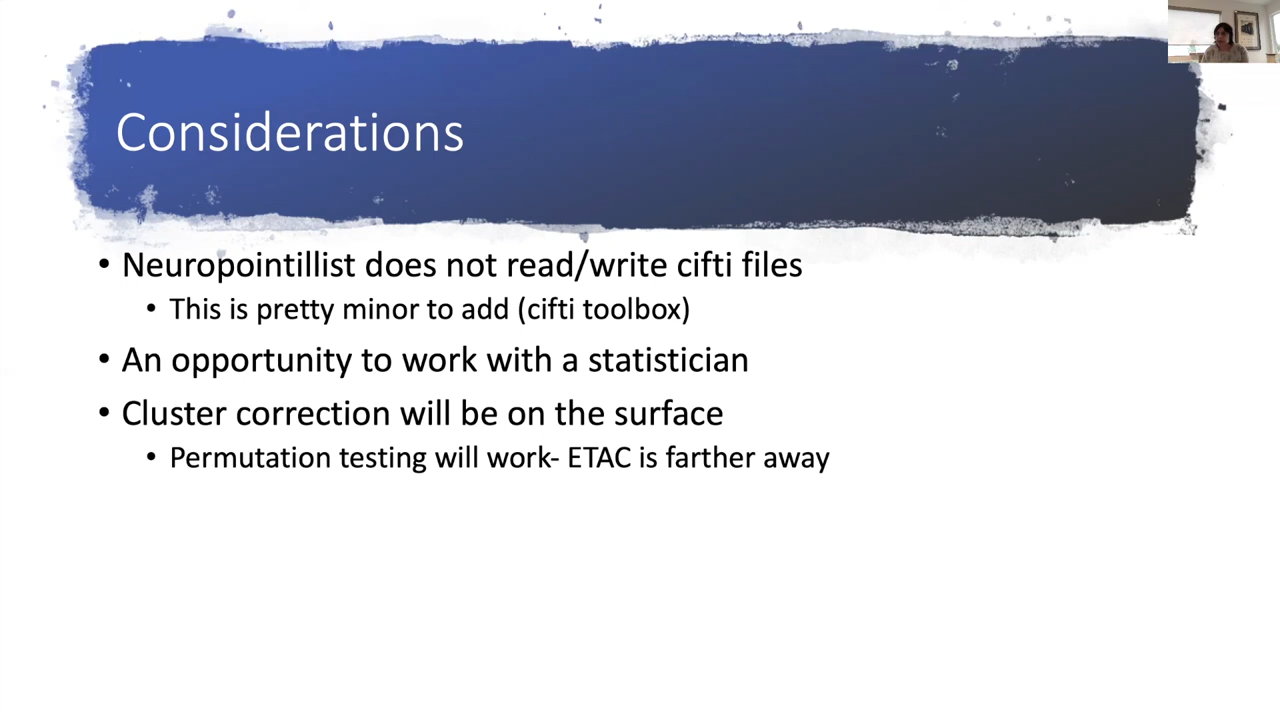 Considerations
• Neuropointillist does not read/write cifti files
• This is pretty minor to add (cifti toolbox)
• An opportunity to work with a statistician
• Cluster correction will be on the surface
• Permutation testing will work- ETAC is farther away